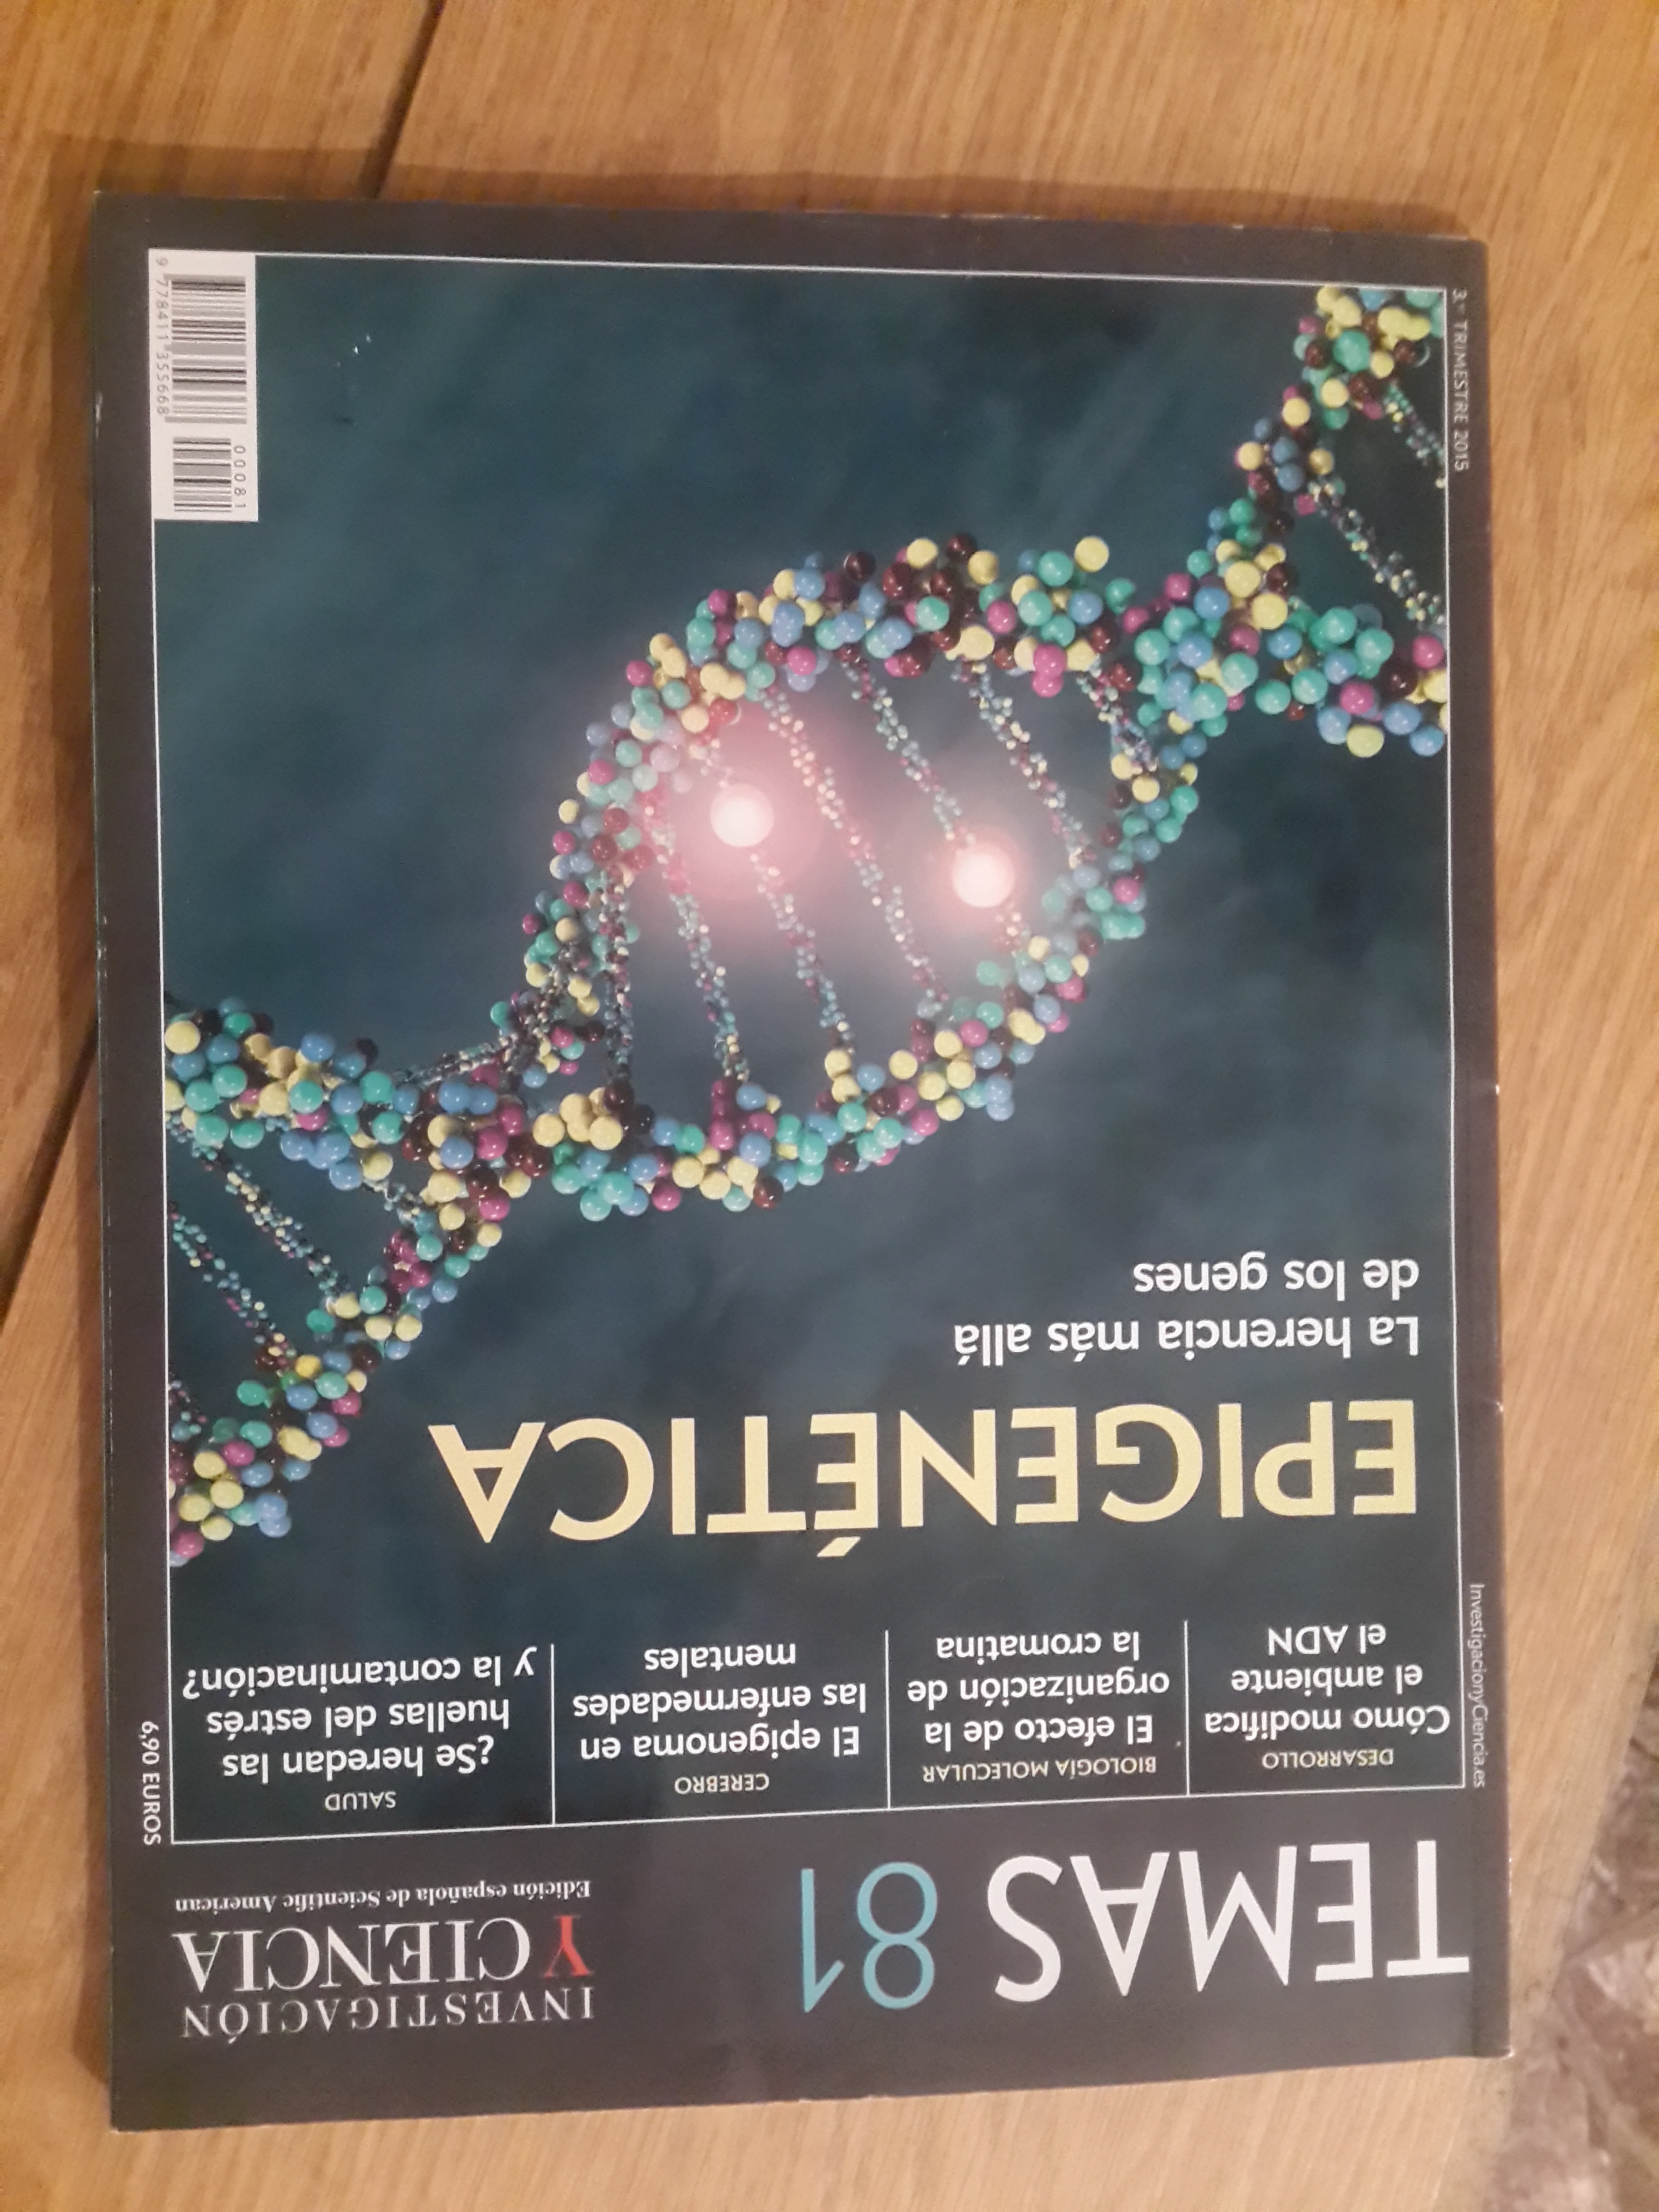 INVESTIGACIÓN
Y CIENCIA
Edición española de Scientific American
TEMAS 81
6,90 EUROS
InvestigacionyCiencia.es
DESARROLLO
Cómo modifica
el ambiente
el ADN
BIOLOGÍA MOLECULAR
El efecto de la
organización de
la cromatina
CEREBRO
El epigenoma en
las enfermedades
mentales
SALUD
¿Se heredan las
huellas del estrés
y la contaminación?
EPIGENÉTICA
La herencia más allá
de los genes
3.er TRIMESTRE 2015
00081
9 778411 355668